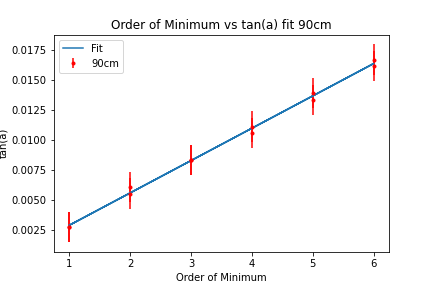 Order of Minimum vs tan(a) fit 90cm
Fit
90cm
tan(a)
0.0175
0.0150
0.0125
0.0100
0.0075
0.0050
0.0025
1 2 3 4 5 6
Order of Minimum